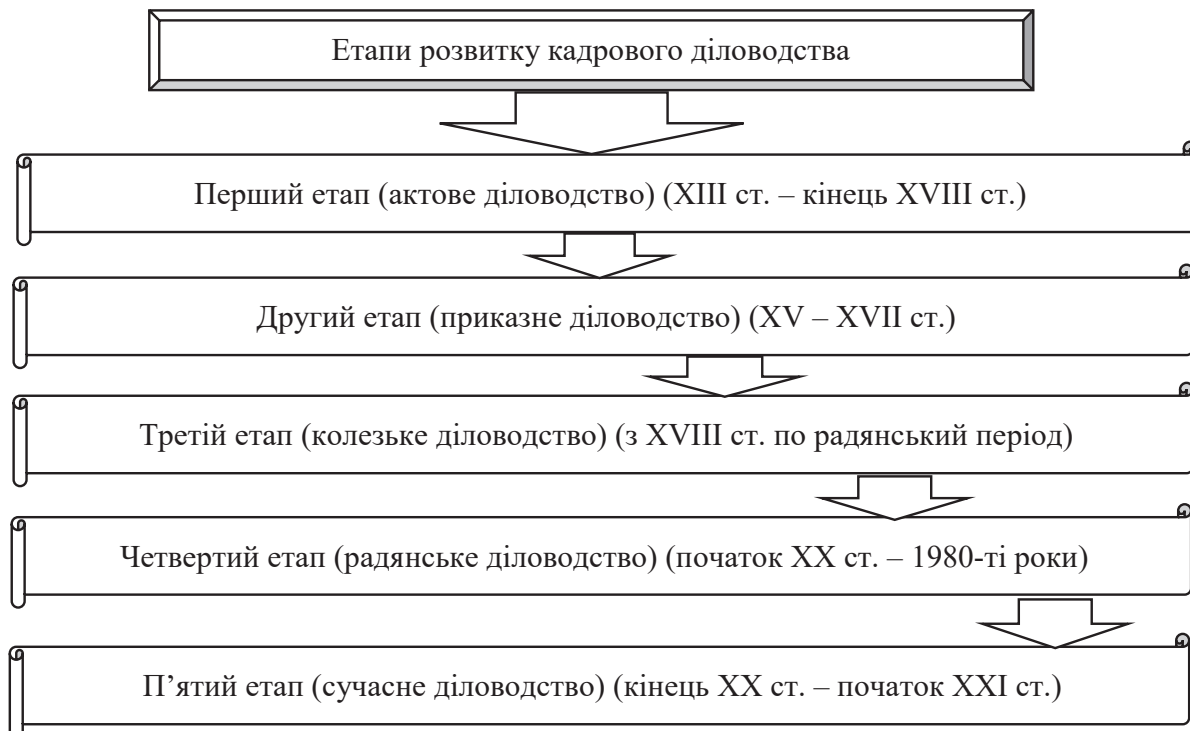 Етапи розвитку кадрового діловодства
Перший етап (актове діловодство) (XIII ст. – кінець XVIII ст.)
Другий етап (приказне діловодство) (XV – XVII ст.)
Третій етап (колезьке діловодство) (з XVIII ст. по радянський період)
Четвертий етап (радянське діловодство) (початок XX ст. – 1980-ті роки)
П’ятий етап (сучасне діловодство) (кінець XX ст. – початок XXI ст.)